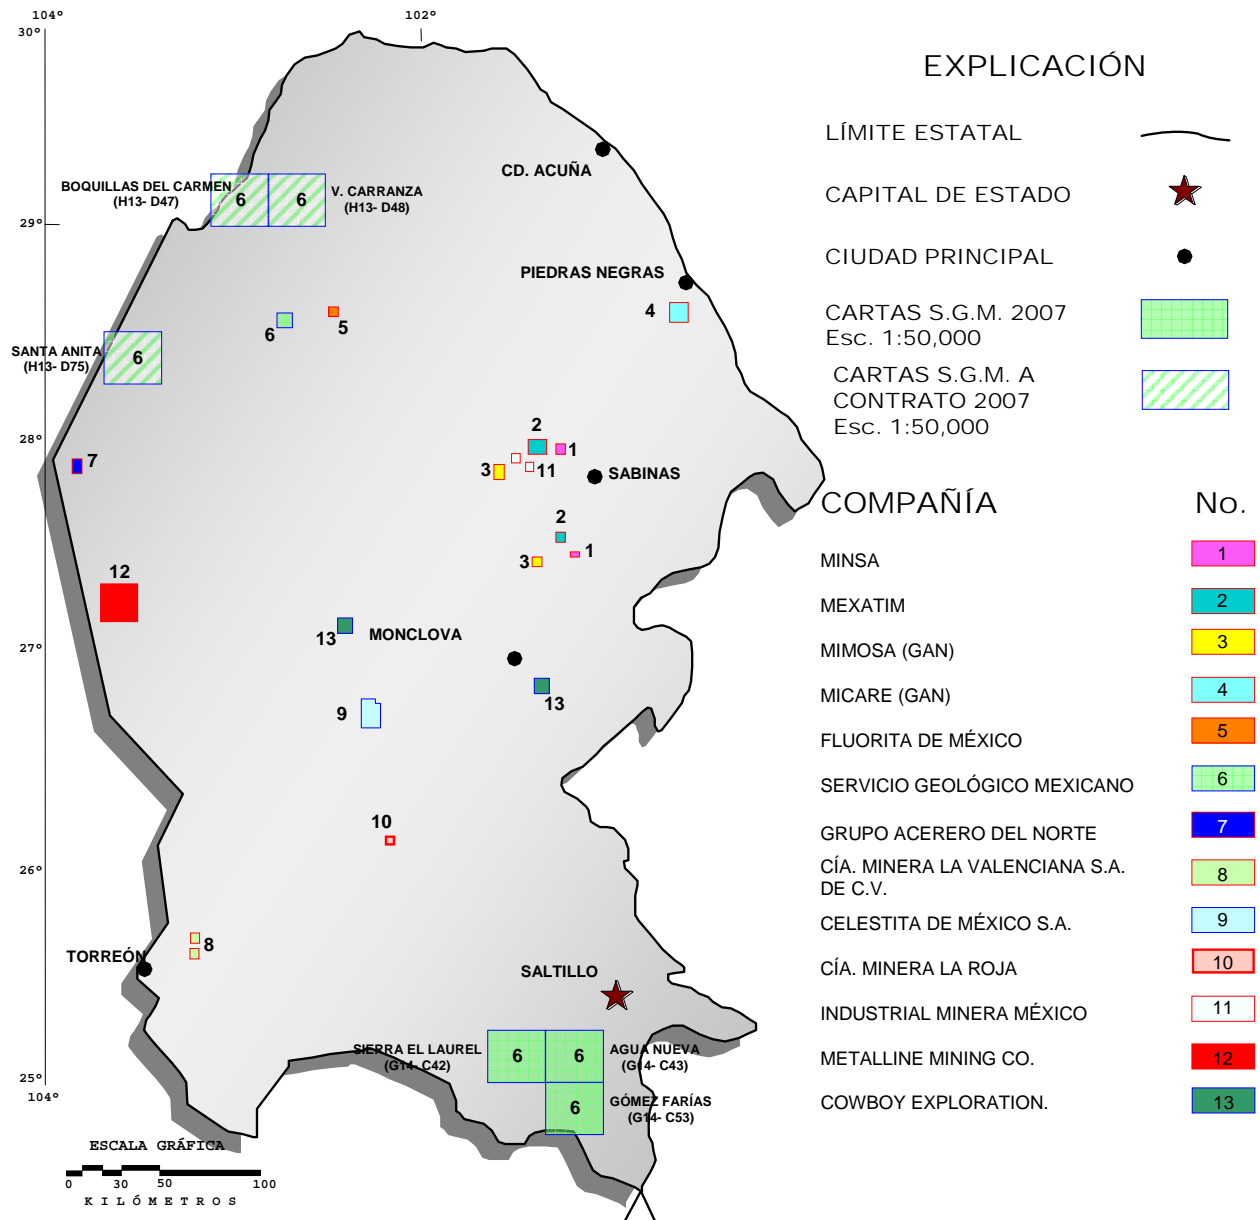 104°
102°
30°
EXPLICACIÓN
LÍMITE ESTATAL
CD. ACUÑA
BOQUILLAS DEL CARMEN
(H13- D47)
6
6
V. CARRANZA
(H13- D48)
CAPITAL DE ESTADO
29°
CIUDAD PRINCIPAL
PIEDRAS NEGRAS
4
6
5
CARTAS S.G.M. 2007
Esc. 1:50,000
SANTA ANITA
(H13- D75)
6
CARTAS S.G.M. A
CONTRATO 2007
Esc. 1:50,000
28°
2
1
7
3
11
SABINAS
2
1
3
12
13
MONCLOVA
27°
13
9
10
26°
8
TORREÓN
SALTILLO
SIERRA EL LAUREL
(G14- C42)
6
6
AGUA NUEVA
(G14- C43)
6
GÓMEZ FARÍAS
(G14- C53)
25°
104°
ESCALA GRÁFICA
0 30 50 100
KILÓMETROS
COMPAÑÍA No.
MINSA 1
MEXATIM 2
MIMOSA (GAN) 3
MICARE (GAN) 4
FLUORITA DE MÉXICO 5
SERVICIO GEOLÓGICO MEXICANO 6
GRUPO ACERERO DEL NORTE 7
CÍA. MINERA LA VALENCIANA S.A.
DE C.V. 8
CELESTITA DE MÉXICO S.A. 9
CÍA. MINERA LA ROJA 10
INDUSTRIAL MINERA MÉXICO 11
METALLINE MINING CO. 12
COWBOY EXPLORATION. 13